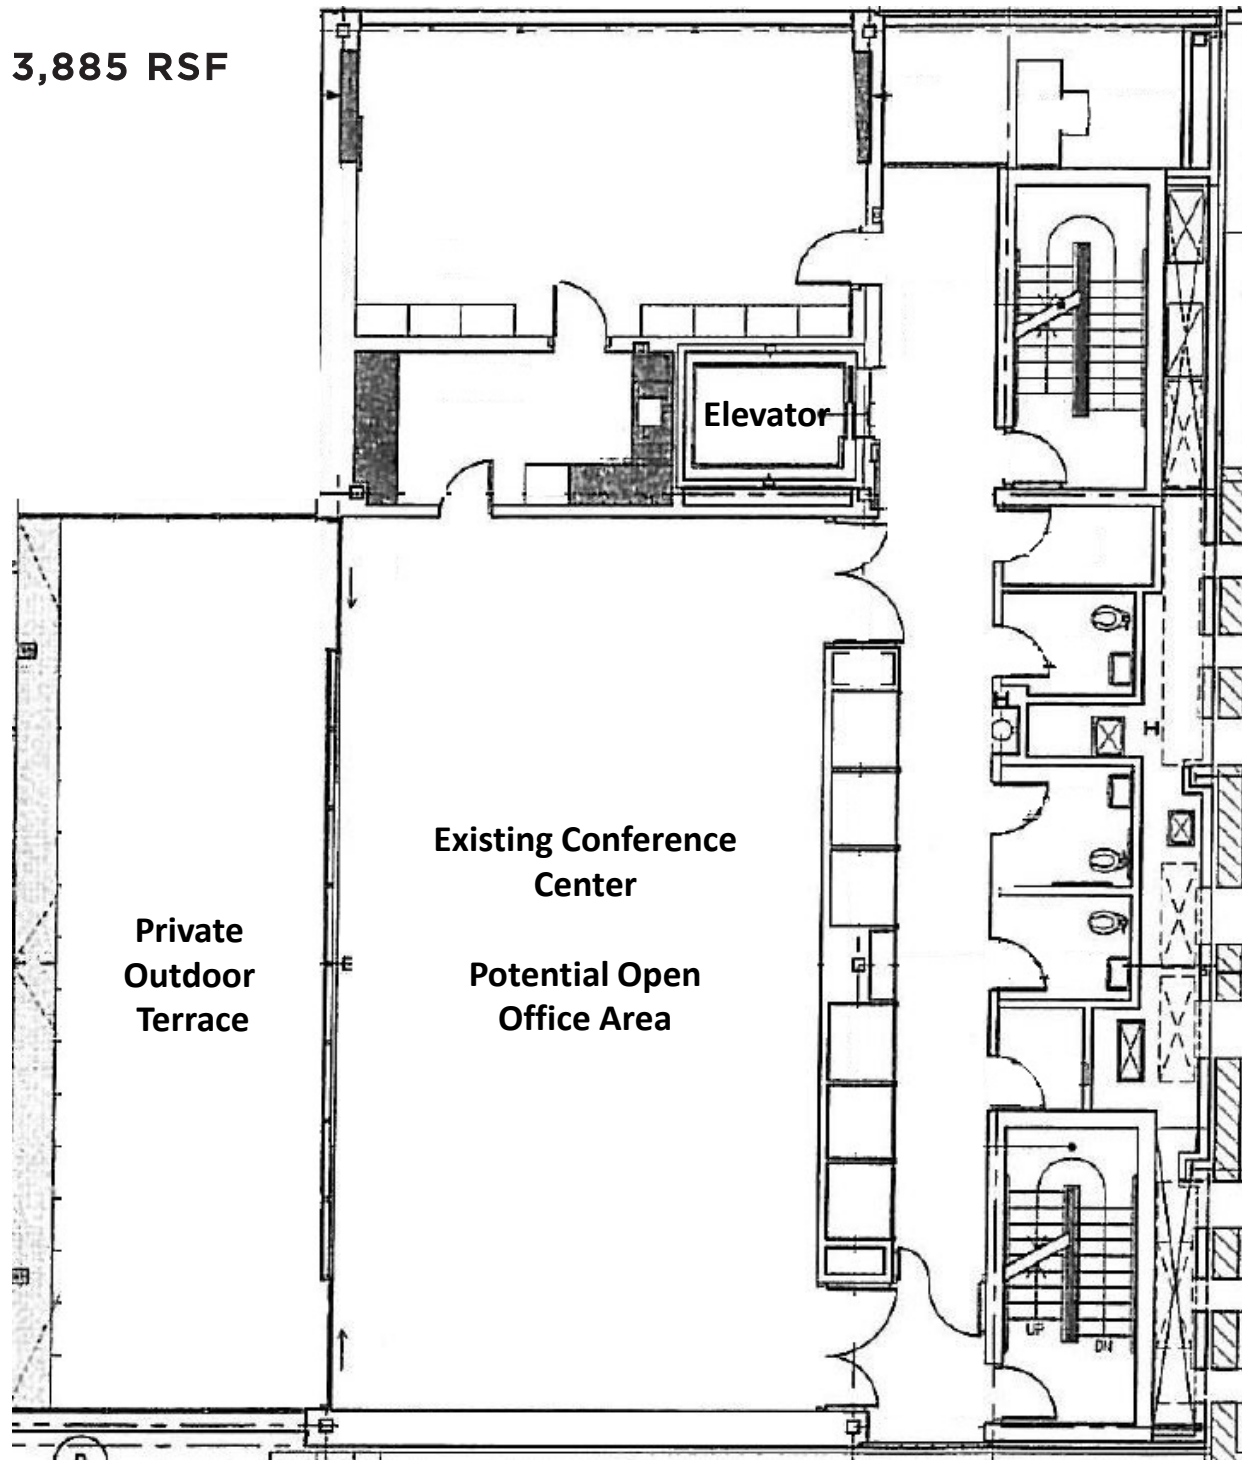 3,885 RSF
Elevator
Existing Conference
Center
Private
Outdoor
Terrace
Potential Open
Office Area
UP
DN